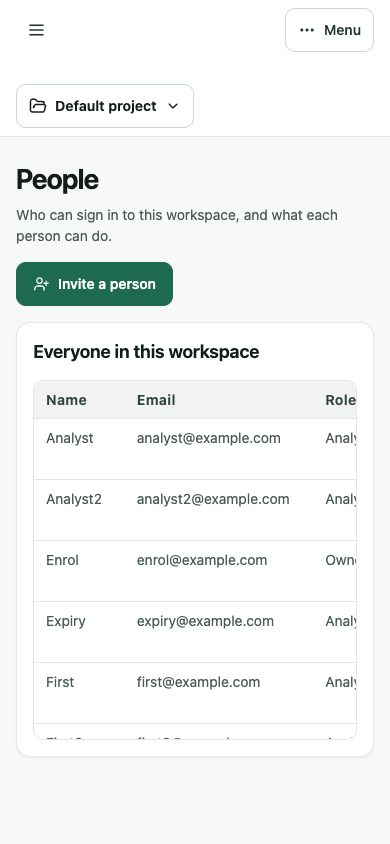 Menu
Default project
People
Who can sign in to this workspace, and what each
person can do.
Invite a person
Everyone in this workspace
Name Email Role
Analyst analyst@example.com
Analyst2 analyst2@example.com
Enrol enrol@example.com
Expiry expiry@example.com
First first@example.com